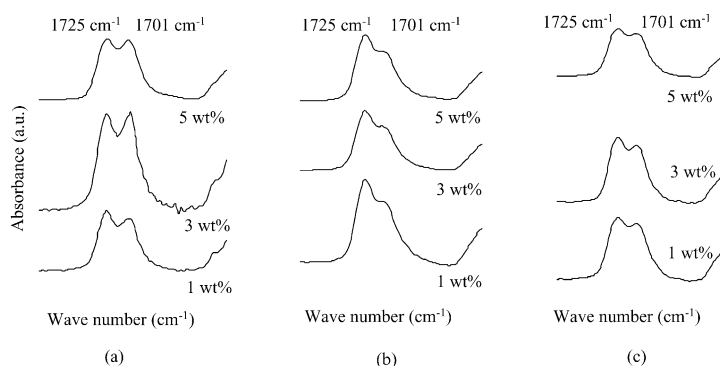 1725 cm⁻¹ 1701 cm⁻¹
5 wt%
3 wt%
1 wt%
Absorbance (a.u.)
Wave number (cm⁻¹)
(a)
1725 cm⁻¹ 1701 cm⁻¹
5 wt%
3 wt%
1 wt%
Wave number (cm⁻¹)
(b)
1725 cm⁻¹ 1701 cm⁻¹
5 wt%
3 wt%
1 wt%
Wave number (cm⁻¹)
(c)